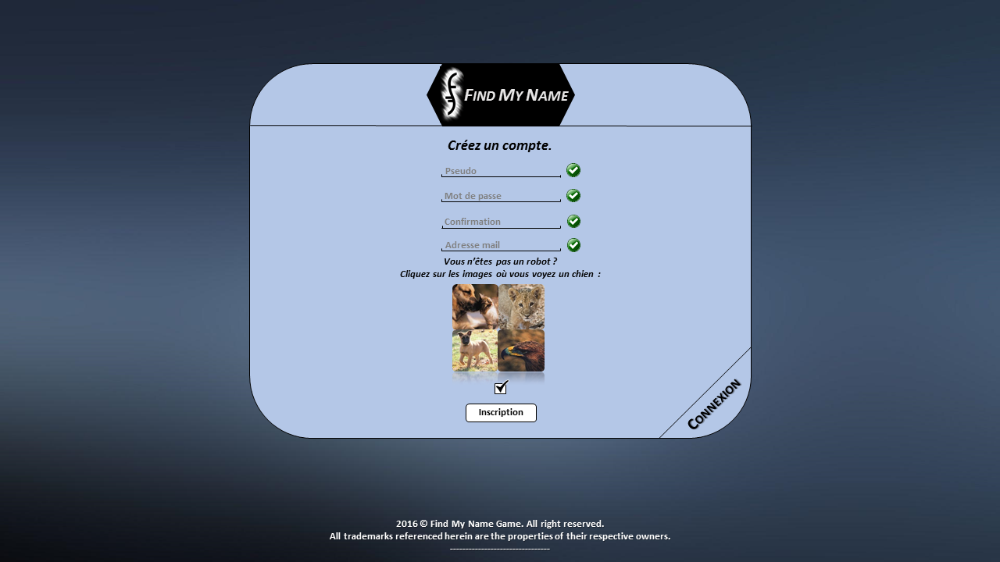 FIND MY NAME
Créez un compte.
Pseudo
Mot de passe
Confirmation
Adresse mail
Vous n'êtes pas un robot ?
Cliquez sur les images où vous voyez un chien :
Inscription
CONNEXION
2016 © Find My Name Game. All right reserved.
All trademarks referenced herein are the properties of their respective owners.
--------------------------------